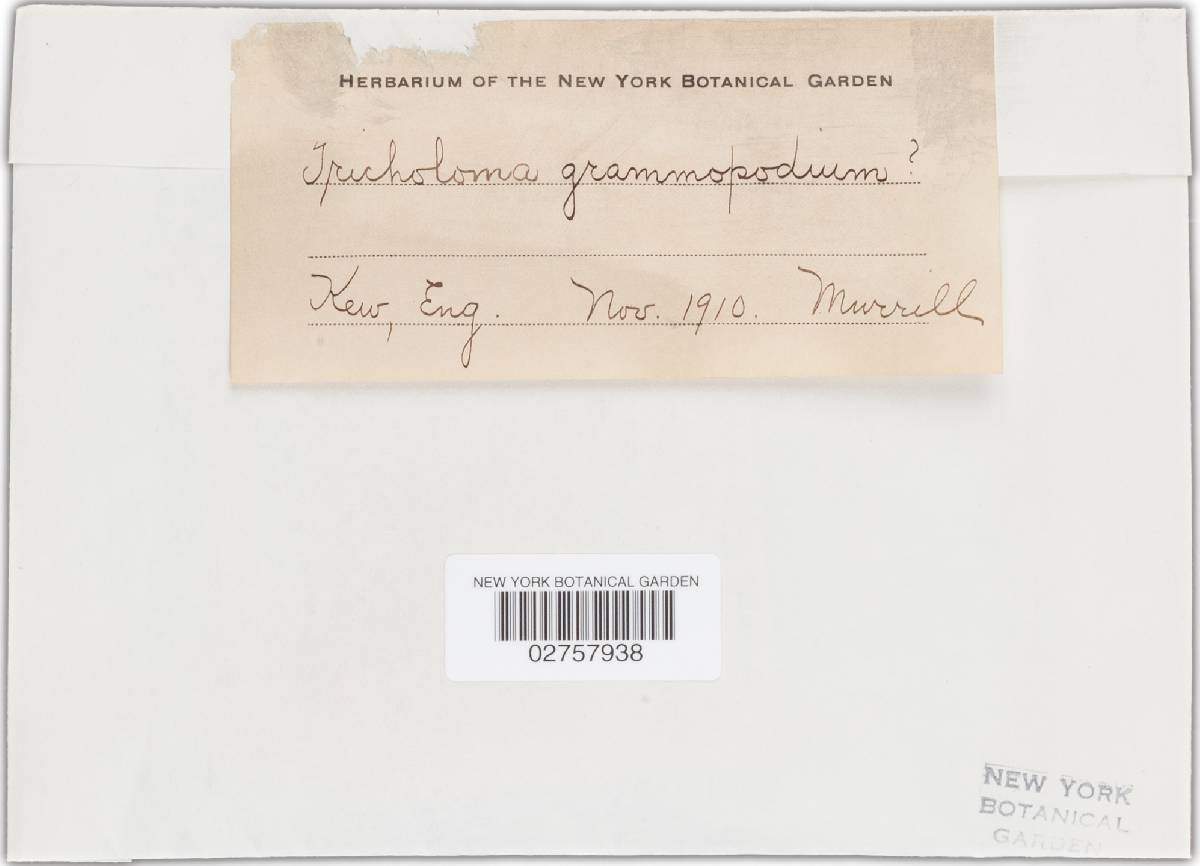 HERBARIUM OF THE NEW YORK BOTANICAL GARDEN
Tricholoma grammopodium?
Kew, Eng. Nov. 1910. Murrill
NEW YORK BOTANICAL GARDEN
02757938
NEW YORK
BOTANICAL
GARDEN